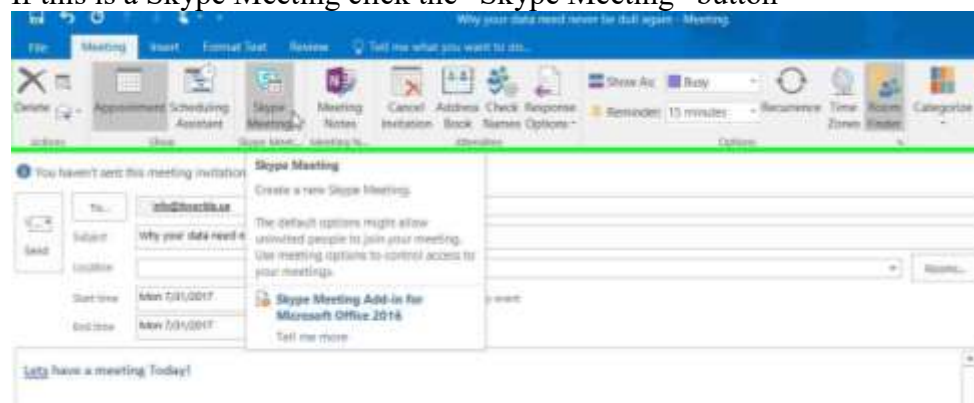 If this is a Skype Meeting click the "Skype Meeting" button
Why your data need never be dull again - Meeting
File Meeting Insert Format Text Review Tell me what you want to do...
Delete Appointment Scheduling Assistant Skype Meeting Meeting Notes Cancel Invitation Address Book Check Names Response Options Show As: Busy Reminder: 15 minutes Recurrence Time Zones Room Finder Categorize
Actions Show Skype Meet... Meeting N... Attendees Options
You haven't sent this meeting invitation
Skype Meeting
Create a new Skype Meeting.
To...
The default options might allow
Send Subject Why your data need n
uninvited people to join your meeting.
Use meeting options to control access to
your meetings.
Location Rooms...
Start time Mon 7/31/2017
Skype Meeting Add-in for
Microsoft Office 2016
End time Mon 7/31/2017
Tell me more
Lets have a meeting Today!